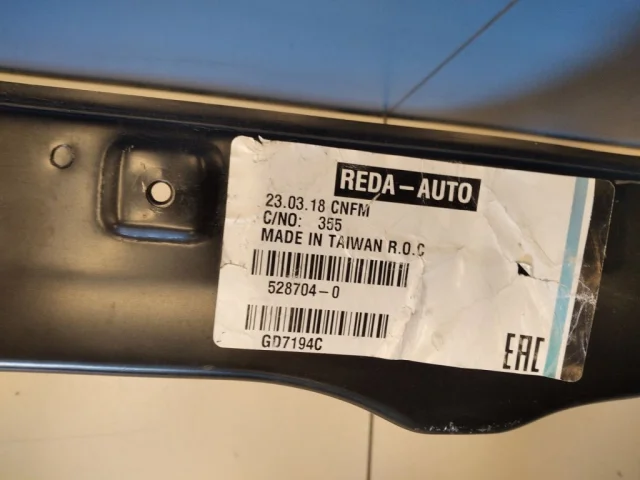 REDA-AUTO
23.03.18 CNFM
C/NO: 355
MADE IN TAIWAN R.O.C
528704-0
GD7194C
EAC